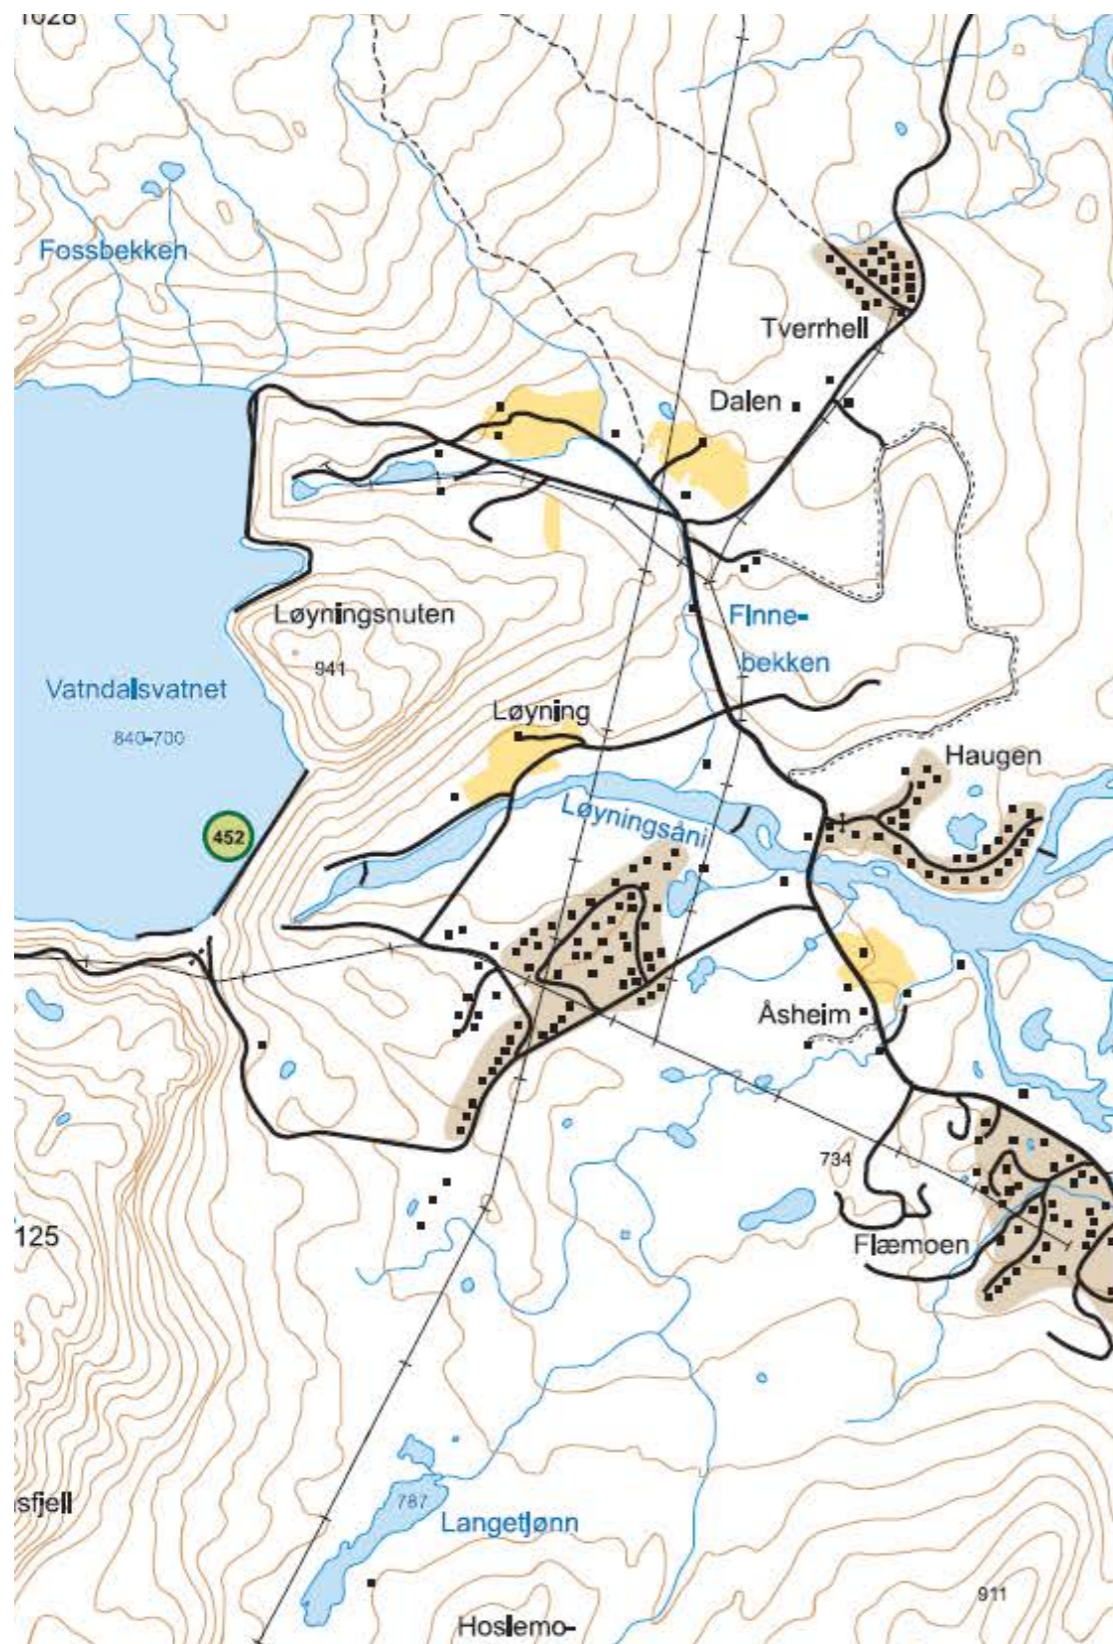 1028
Fossbekken
Tverrhell
Dalen
Løyningsnuten
941
Finne-
bekken
Vatndalsvatnet
840-700
Løyning
Haugen
452
Løyningsåni
Åsheim
734
125
Flæmoen
sfjell
787
Langetjønn
911
Hoslemo-